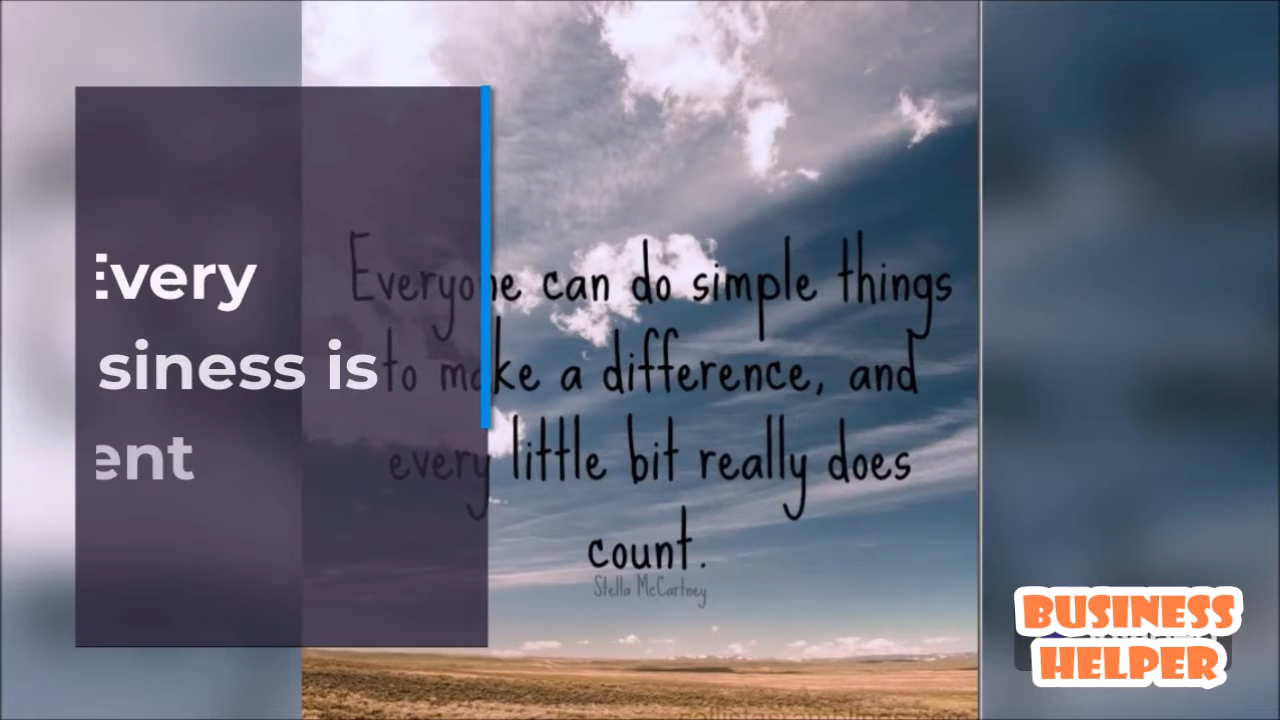 Every
siness is
ent
Everyone can do simple things
to make a difference, and
every little bit really does
count.
Stella McCartney
BUSINESS
HELPER